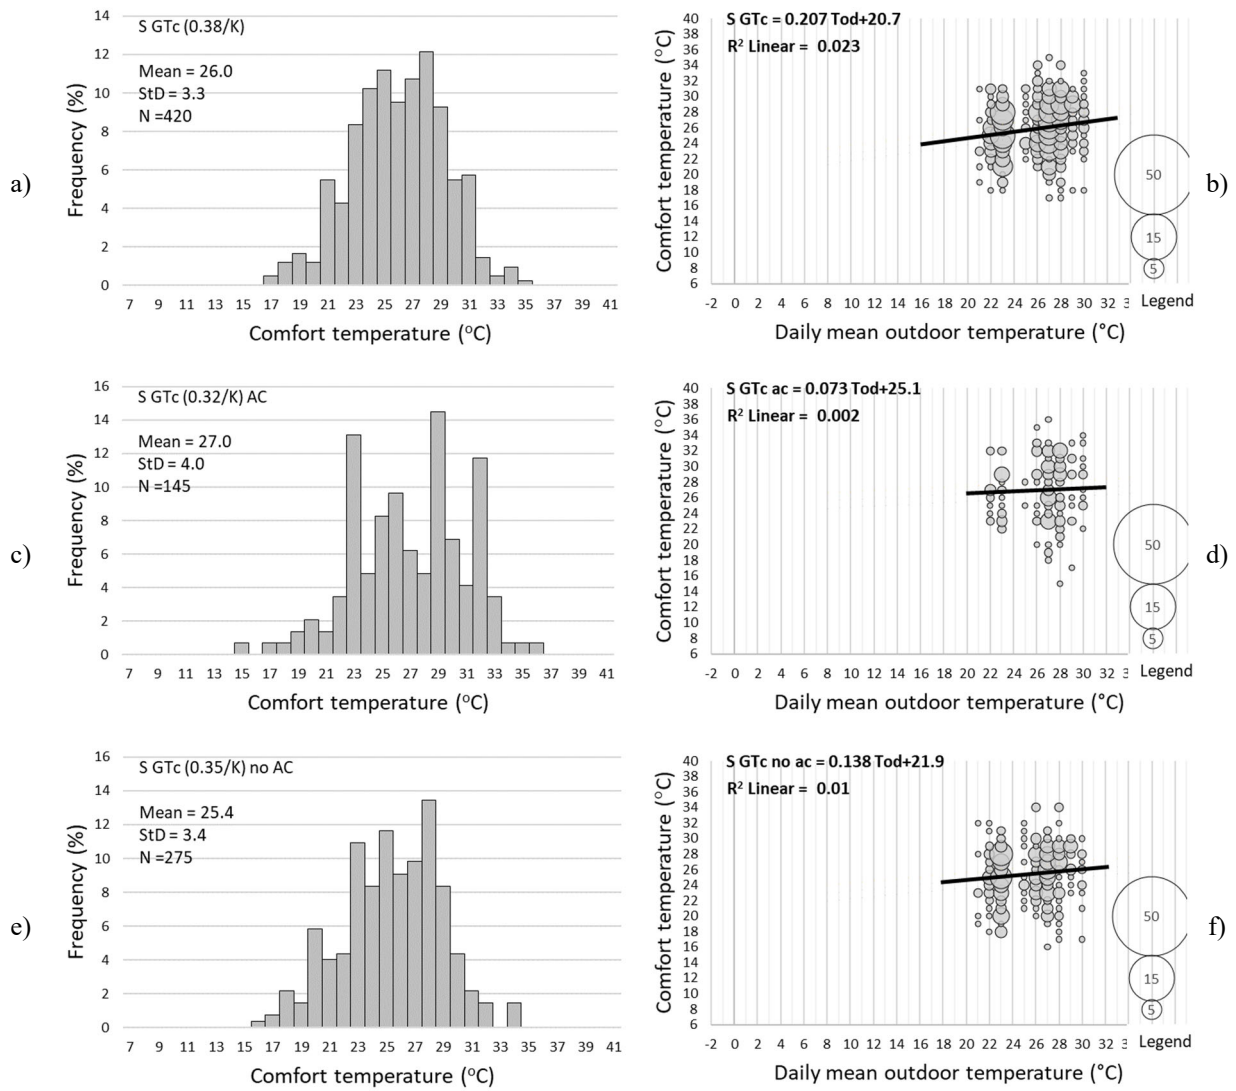 a)
S GTc (0.38/K)
Mean = 26.0
StD = 3.3
N =420
Frequency (%)
14
12
10
8
6
4
2
0
7 9 11 13 15 17 19 21 23 25 27 29 31 33 35 37 39 41
Comfort temperature (°C)
b)
S GTc = 0.207 Tod+20.7
R² Linear = 0.023
Comfort temperature (°C)
40
38
36
34
32
30
28
26
24
22
20
18
16
14
12
10
8
6
-2 0 2 4 6 8 10 12 14 16 18 20 22 24 26 28 30 32 3
Daily mean outdoor temperature (°C)
50
15
5
Legend
c)
S GTc (0.32/K) AC
Mean = 27.0
StD = 4.0
N =145
Frequency (%)
16
14
12
10
8
6
4
2
0
7 9 11 13 15 17 19 21 23 25 27 29 31 33 35 37 39 41
Comfort temperature (°C)
d)
S GTc ac = 0.073 Tod+25.1
R² Linear = 0.002
Comfort temperature (°C)
40
38
36
34
32
30
28
26
24
22
20
18
16
14
12
10
8
6
-2 0 2 4 6 8 10 12 14 16 18 20 22 24 26 28 30 32 3
Daily mean outdoor temperature (°C)
50
15
5
Legend
e)
S GTc (0.35/K) no AC
Mean = 25.4
StD = 3.4
N =275
Frequency (%)
16
14
12
10
8
6
4
2
0
7 9 11 13 15 17 19 21 23 25 27 29 31 33 35 37 39 41
Comfort temperature (°C)
f)
S GTc no ac = 0.138 Tod+21.9
R² Linear = 0.01
Comfort temperature (°C)
40
38
36
34
32
30
28
26
24
22
20
18
16
14
12
10
8
6
-2 0 2 4 6 8 10 12 14 16 18 20 22 24 26 28 30 32 3
Daily mean outdoor temperature (°C)
50
15
5
Legend